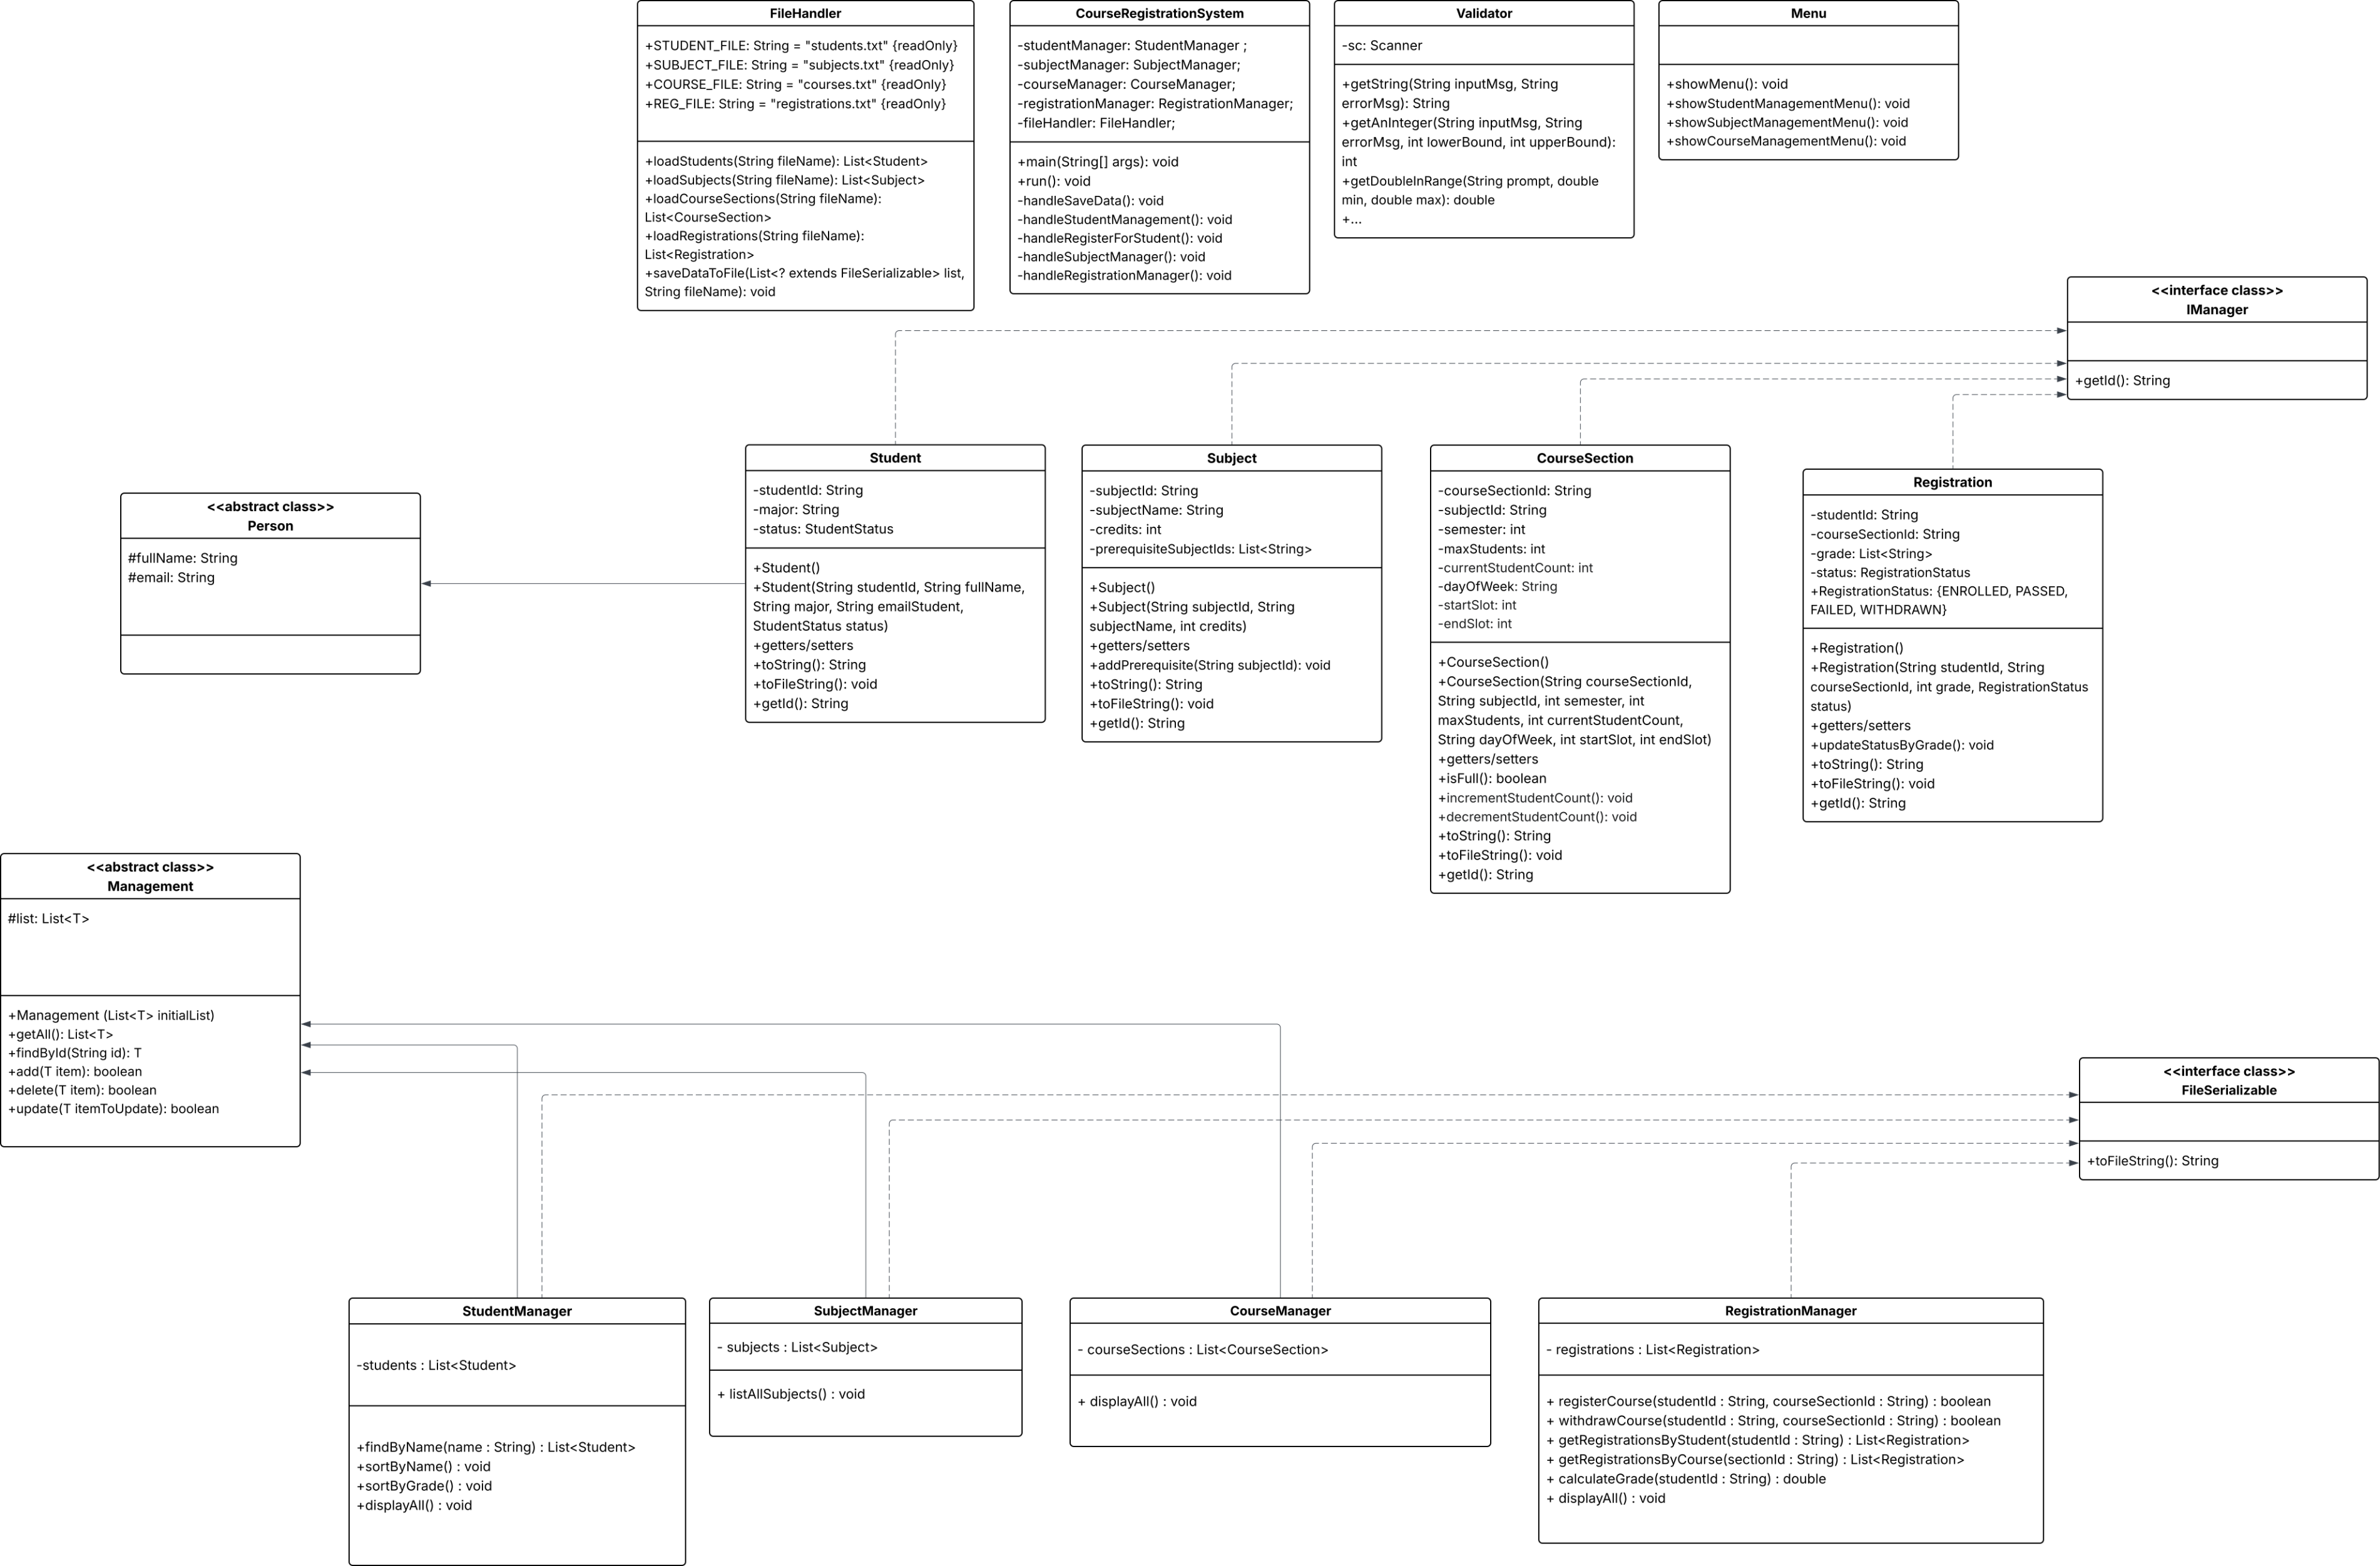 FileHandler
+STUDENT_FILE: String = "students.txt" {readOnly}
+SUBJECT_FILE: String = "subjects.txt" {readOnly}
+COURSE_FILE: String = "courses.txt" {readOnly}
+REG_FILE: String = "registrations.txt" {readOnly}
+loadStudents(String fileName): List<Student>
+loadSubjects(String fileName): List<Subject>
+loadCourseSections(String fileName):
List<CourseSection>
+loadRegistrations(String fileName):
List<Registration>
+saveDataToFile(List<? extends FileSerializable> list,
String fileName): void
CourseRegistrationSystem
-studentManager: StudentManager ;
-subjectManager: SubjectManager;
-courseManager: CourseManager;
-registrationManager: RegistrationManager;
-fileHandler: FileHandler;
+main(String[] args): void
+run(): void
-handleSaveData(): void
-handleStudentManagement(): void
-handleRegisterForStudent(): void
-handleSubjectManager(): void
-handleRegistrationManager(): void
Validator
-sc: Scanner
+getString(String inputMsg, String
errorMsg): String
+getAnInteger(String inputMsg, String
errorMsg, int lowerBound, int upperBound):
int
+getDoubleInRange(String prompt, double
min, double max): double
+...
Menu
+showMenu(): void
+showStudentManagementMenu(): void
+showSubjectManagementMenu(): void
+showCourseManagementMenu(): void
<<interface class>>
IManager
+getId(): String
<<abstract class>>
Person
#fullName: String
#email: String
Student
-studentId: String
-major: String
-status: StudentStatus
+Student()
+Student(String studentId, String fullName,
String major, String emailStudent,
StudentStatus status)
+getters/setters
+toString(): String
+toFileString(): void
+getId(): String
Subject
-subjectId: String
-subjectName: String
-credits: int
-prerequisiteSubjectIds: List<String>
+Subject()
+Subject(String subjectId, String
subjectName, int credits)
+getters/setters
+addPrerequisite(String subjectId): void
+toString(): String
+toFileString(): void
+getId(): String
CourseSection
-courseSectionId: String
-subjectId: String
-semester: int
-maxStudents: int
-currentStudentCount: int
-dayOfWeek: String
-startSlot: int
-endSlot: int
+CourseSection()
+CourseSection(String courseSectionId,
String subjectId, int semester, int
maxStudents, int currentStudentCount,
String dayOfWeek, int startSlot, int endSlot)
+getters/setters
+isFull(): boolean
+incrementStudentCount(): void
+decrementStudentCount(): void
+toString(): String
+toFileString(): void
+getId(): String
Registration
-studentId: String
-courseSectionId: String
-grade: List<String>
-status: RegistrationStatus
+RegistrationStatus: {ENROLLED, PASSED,
FAILED, WITHDRAWN}
+Registration()
+Registration(String studentId, String
courseSectionId, int grade, RegistrationStatus
status)
+getters/setters
+updateStatusByGrade(): void
+toString(): String
+toFileString(): void
+getId(): String
<<abstract class>>
Management
#list: List<T>
+Management (List<T> initialList)
+getAll(): List<T>
+findById(String id): T
+add(T item): boolean
+delete(T item): boolean
+update(T itemToUpdate): boolean
<<interface class>>
FileSerializable
+toFileString(): String
StudentManager
-students : List<Student>
+findByName(name : String) : List<Student>
+sortByName() : void
+sortByGrade() : void
+displayAll() : void
SubjectManager
- subjects : List<Subject>
+ listAllSubjects() : void
CourseManager
- courseSections : List<CourseSection>
+ displayAll() : void
RegistrationManager
- registrations : List<Registration>
+ registerCourse(studentId : String, courseSectionId : String) : boolean
+ withdrawCourse(studentId : String, courseSectionId : String) : boolean
+ getRegistrationsByStudent(studentId : String) : List<Registration>
+ getRegistrationsByCourse(sectionId : String) : List<Registration>
+ calculateGrade(studentId : String) : double
+ displayAll() : void